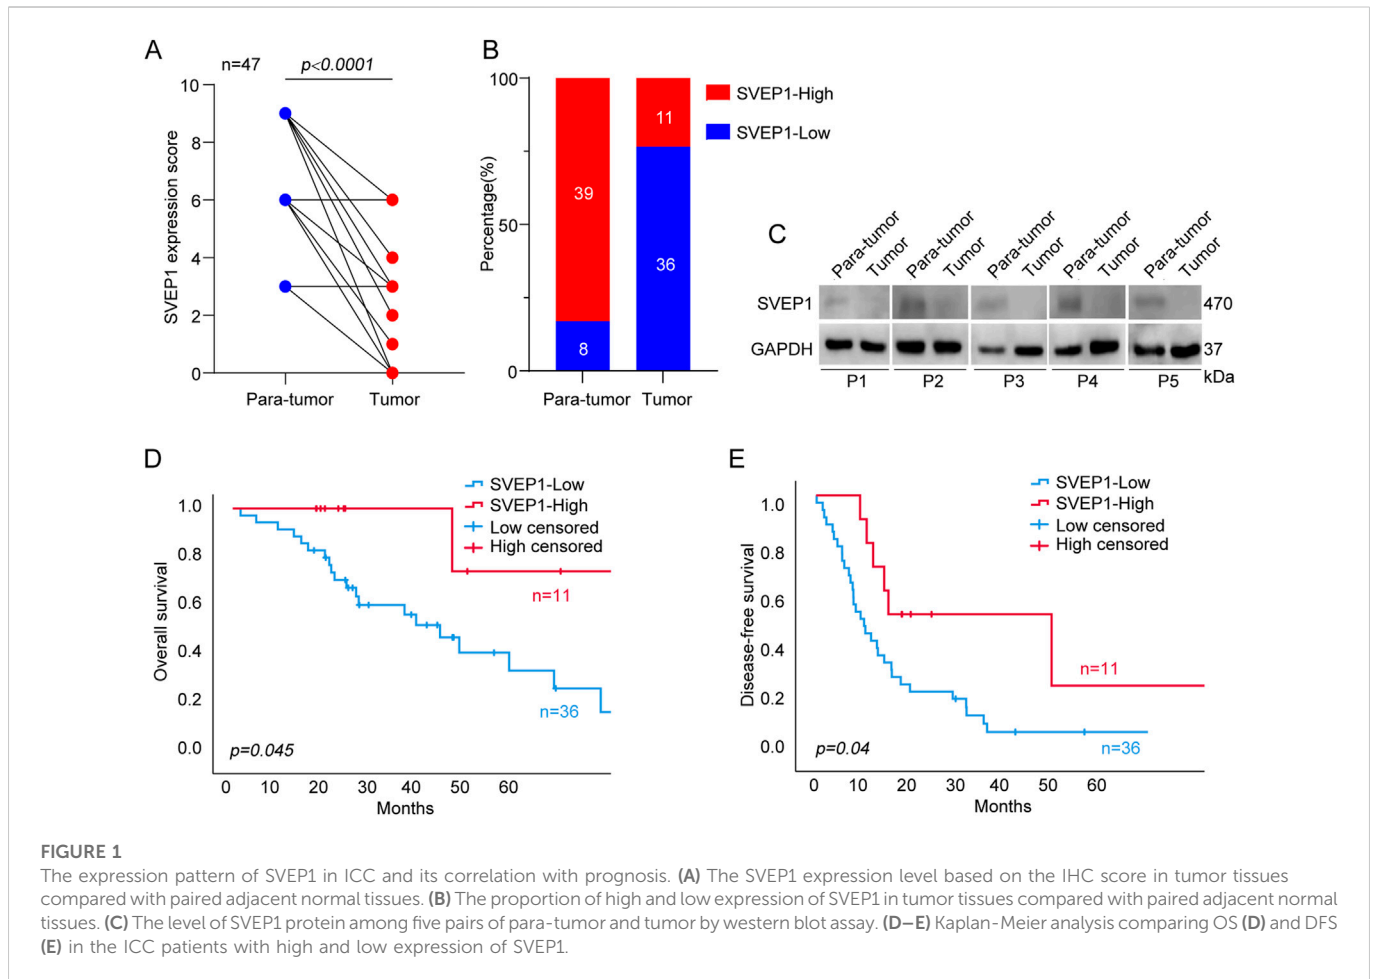 A
n=47
p<0.0001
10
8
6
4
2
0
SVEP1 expression score
Para-tumor
Tumor
B
100
50
0
Percentage(%)
39
8
11
36
Para-tumor
Tumor
SVEP1-High
SVEP1-Low
C
Para-tumor
Tumor
Para-tumor
Tumor
Para-tumor
Tumor
Para-tumor
Tumor
Para-tumor
Tumor
SVEP1
470
GAPDH
37
P1
P2
P3
P4
P5
kDa
D
SVEP1-Low
SVEP1-High
Low censored
High censored
1.0
0.8
0.6
0.4
0.2
0.0
Overall survival
n=11
n=36
p=0.045
0 10 20 30 40 50 60
Months
E
SVEP1-Low
SVEP1-High
Low censored
High censored
1.0
0.8
0.6
0.4
0.2
0.0
Disease-free survival
n=11
n=36
p=0.04
0 10 20 30 40 50 60
Months
FIGURE 1
The expression pattern of SVEP1 in ICC and its correlation with prognosis. (A) The SVEP1 expression level based on the IHC score in tumor tissues
compared with paired adjacent normal tissues. (B) The proportion of high and low expression of SVEP1 in tumor tissues compared with paired adjacent normal
tissues. (C) The level of SVEP1 protein among five pairs of para-tumor and tumor by western blot assay. (D–E) Kaplan-Meier analysis comparing OS (D) and DFS
(E) in the ICC patients with high and low expression of SVEP1.